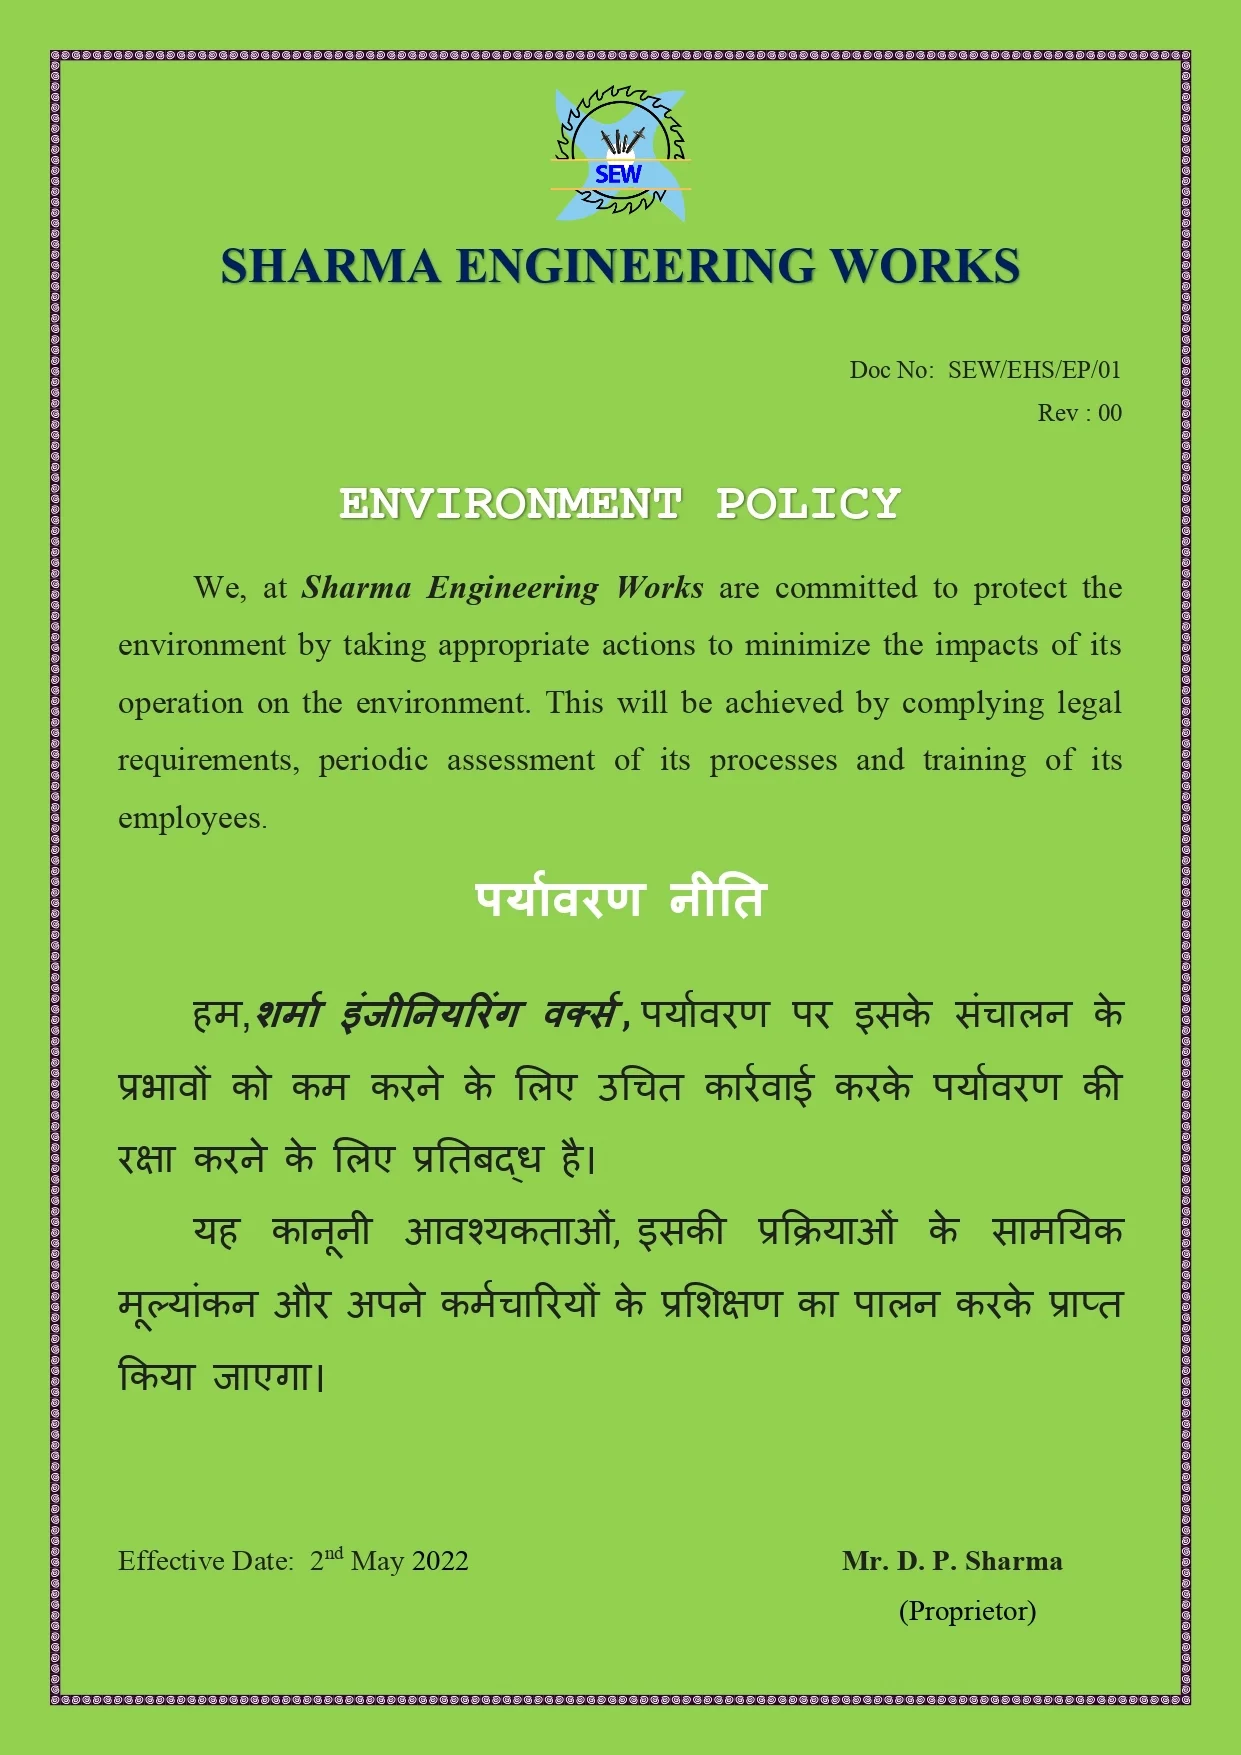 SEW
SHARMA ENGINEERING WORKS
Doc No: SEW/EHS/EP/01
Rev : 00
ENVIRONMENT POLICY
We, at Sharma Engineering Works are committed to protect the
environment by taking appropriate actions to minimize the impacts of its
operation on the environment. This will be achieved by complying legal
requirements, periodic assessment of its processes and training of its
employees.
पर्यावरण नीति
हम, शर्मा इंजीनियरिंग वर्क्स, पर्यावरण पर इसके संचालन के
प्रभावों को कम करने के लिए उचित कार्रवाई करके पर्यावरण की
रक्षा करने के लिए प्रतिबद्ध है।
यह कानूनी आवश्यकताओं, इसकी प्रक्रियाओं के सामयिक
मूल्यांकन और अपने कर्मचारियों के प्रशिक्षण का पालन करके प्राप्त
किया जाएगा।
Effective Date: 2nd May 2022
Mr. D. P. Sharma
(Proprietor)